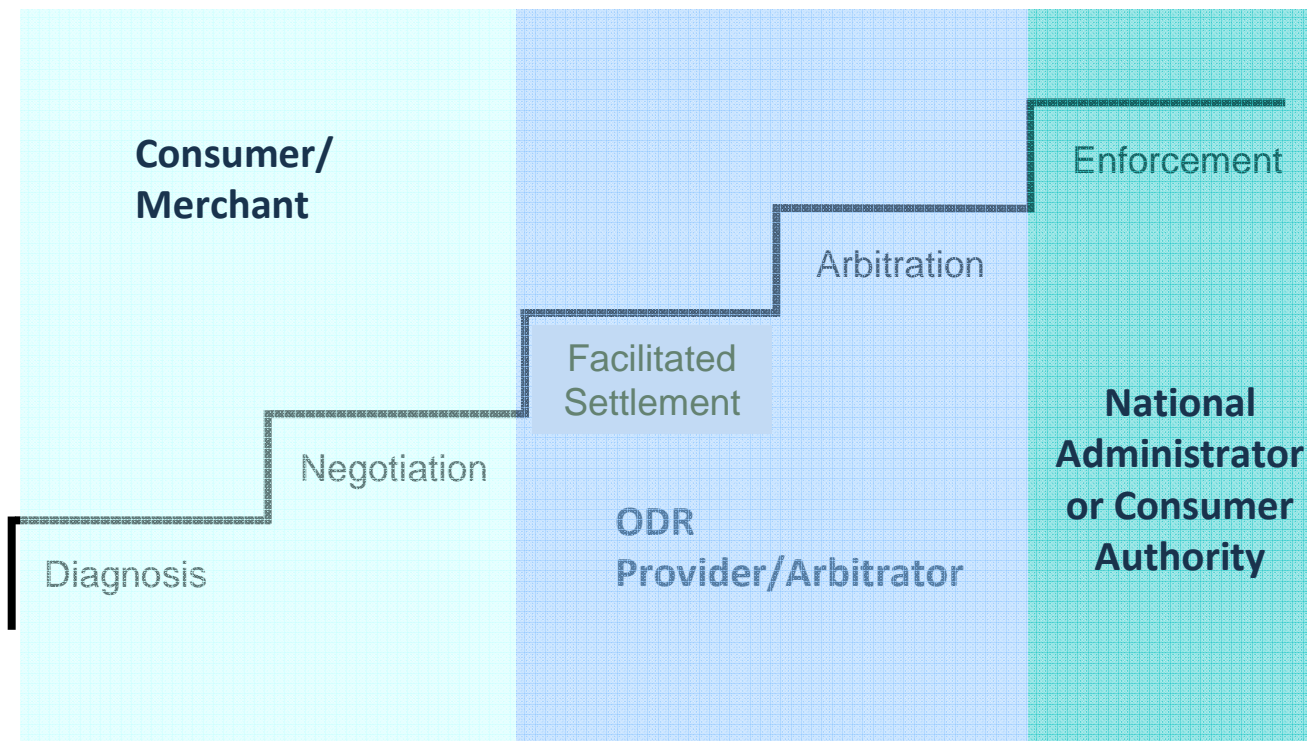 Consumer/
Merchant
Enforcement
Arbitration
Facilitated
Settlement
National
Administrator
or Consumer
Authority
Negotiation
ODR
Provider/Arbitrator
Diagnosis